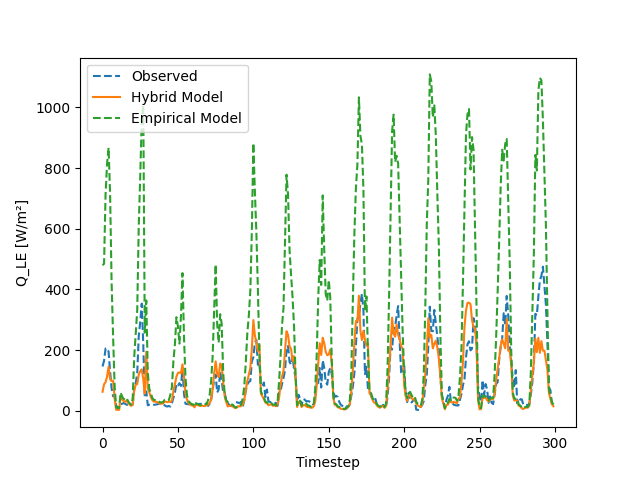 Observed
Hybrid Model
Empirical Model
Q_LE [W/m²]
1000
800
600
400
200
0
0 50 100 150 200 250 300
Timestep